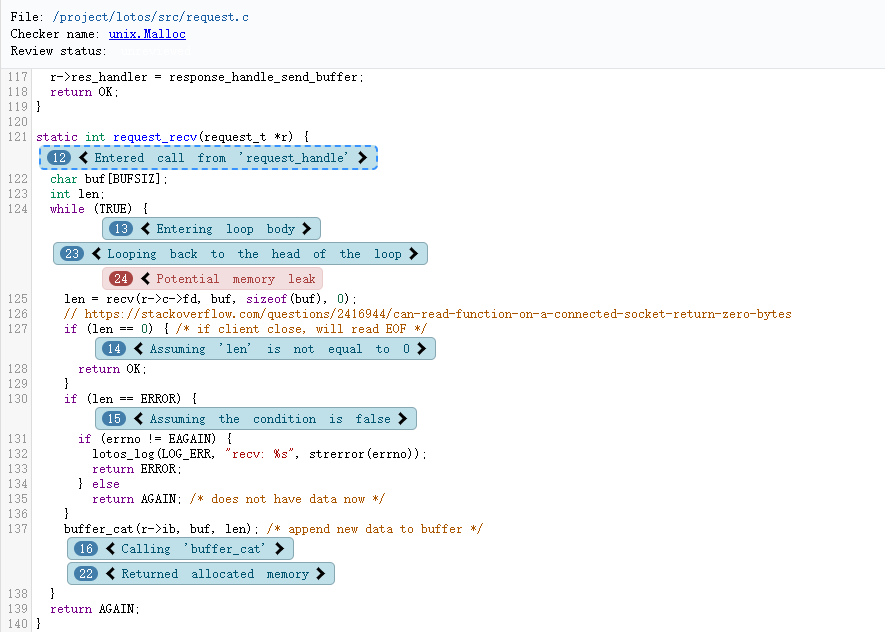 File: /project/lotos/src/request.c
Checker name: unix.Malloc
Review status:
117 r->res_handler = response_handle_send_buffer;
118 return OK;
119 }
120
121 static int request_recv(request_t *r) {
12 Entered call from 'request_handle'
122 char buf[BUFSIZ];
123 int len;
124 while (TRUE) {
13 Entering loop body
23 Looping back to the head of the loop
24 Potential memory leak
125 len = recv(r->c->fd, buf, sizeof(buf), 0);
126 // https://stackoverflow.com/questions/2416944/can-read-function-on-a-connected-socket-return-zero-bytes
127 if (len == 0) { /* if client close, will read EOF */
14 Assuming 'len' is not equal to 0
128 return OK;
129 }
130 if (len == ERROR) {
15 Assuming the condition is false
131 if (errno != EAGAIN) {
132 lotos_log(LOG_ERR, "recv: %s", strerror(errno));
133 return ERROR;
134 } else
135 return AGAIN; /* does not have data now */
136 }
137 buffer_cat(r->ib, buf, len); /* append new data to buffer */
16 Calling 'buffer_cat'
22 Returned allocated memory
138 }
139 return AGAIN;
140 }